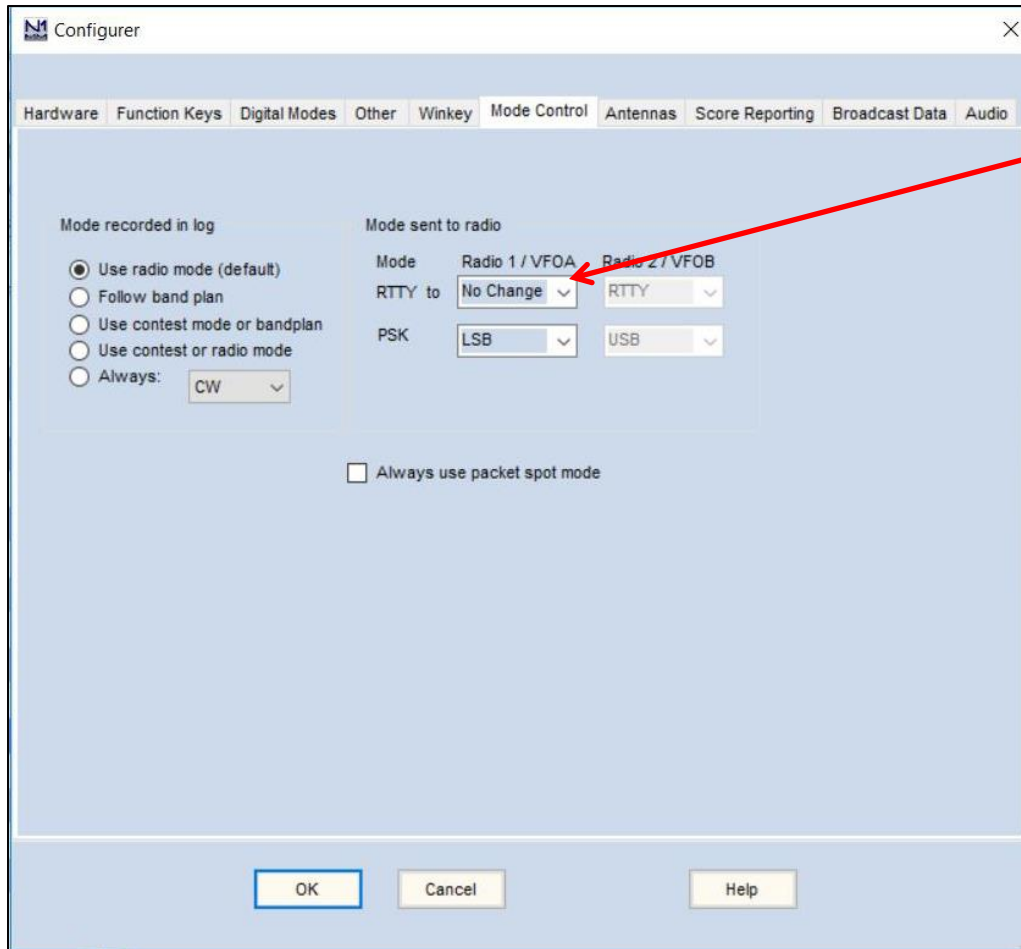 N1 Configurer
Hardware Function Keys Digital Modes Other Winkey Mode Control Antennas Score Reporting Broadcast Data Audio
Mode recorded in log
Use radio mode (default)
Follow band plan
Use contest mode or bandplan
Use contest or radio mode
Always: CW
Mode sent to radio
Mode Radio 1 / VFOA Radio 2 / VFOB
RTTY to No Change RTTY
PSK LSB USB
Always use packet spot mode
OK Cancel Help